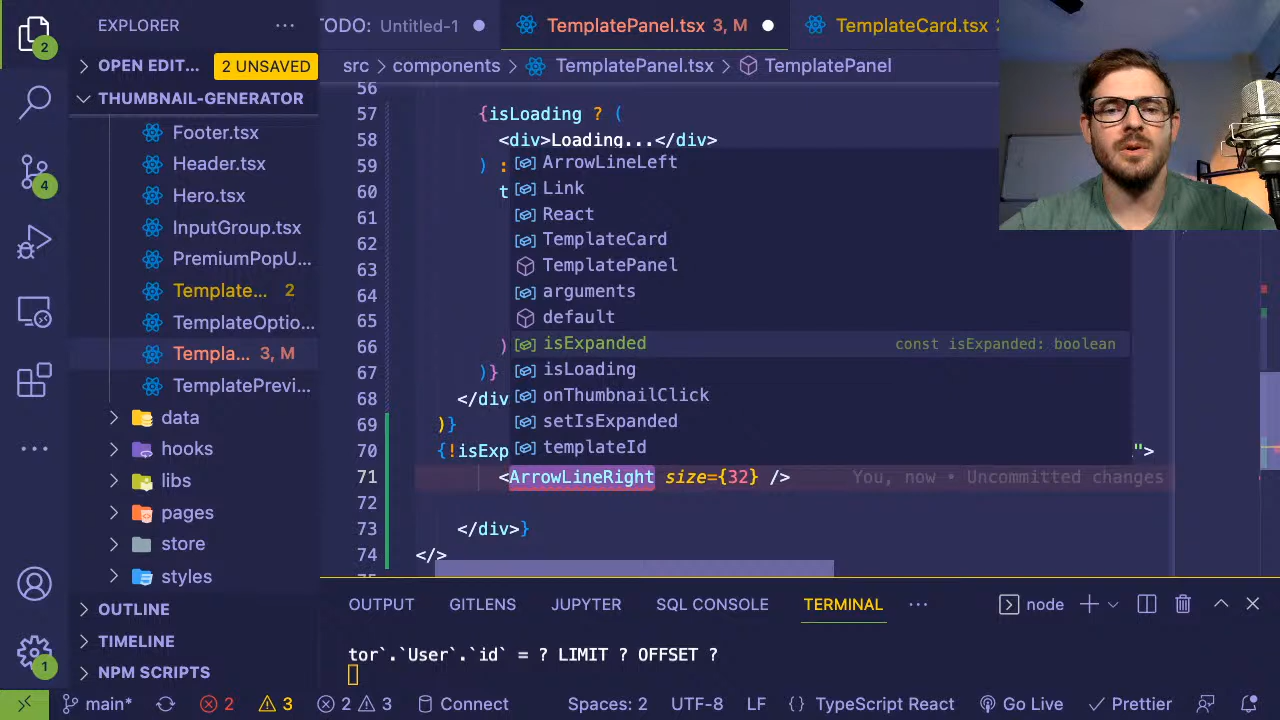 EXPLORER
2
OPEN EDIT...
2 UNSAVED
THUMBNAIL-GENERATOR
Footer.tsx
Header.tsx
Hero.tsx
InputGroup.tsx
PremiumPopU...
Template... 2
TemplateOptio...
Templa... 3, M
TemplatePrevi...
data
hooks
libs
pages
store
styles
OUTLINE
TIMELINE
NPM SCRIPTS
4
1
TODO: Untitled-1
TemplatePanel.tsx 3, M
TemplateCard.tsx
src > components > TemplatePanel.tsx > TemplatePanel
56
57 {isLoading ? (
58 <div>Loading...</div>
59 ) :
60 t
61
62
63
64
65
66 )
67 )}
68 </div
69 )}
70 {!isExp ">
71 <ArrowLineRight size={32} /> You, now • Uncommitted changes
72
73 </div>}
74 </>
ArrowLineLeft
Link
React
TemplateCard
TemplatePanel
arguments
default
isExpanded const isExpanded: boolean
isLoading
onThumbnailClick
setIsExpanded
templateId
OUTPUT GITLENS JUPYTER SQL CONSOLE TERMINAL node
tor`.`User`.`id` = ? LIMIT ? OFFSET ?
main* 2 3 2 3 Connect Spaces: 2 UTF-8 LF {} TypeScript React Go Live Prettier